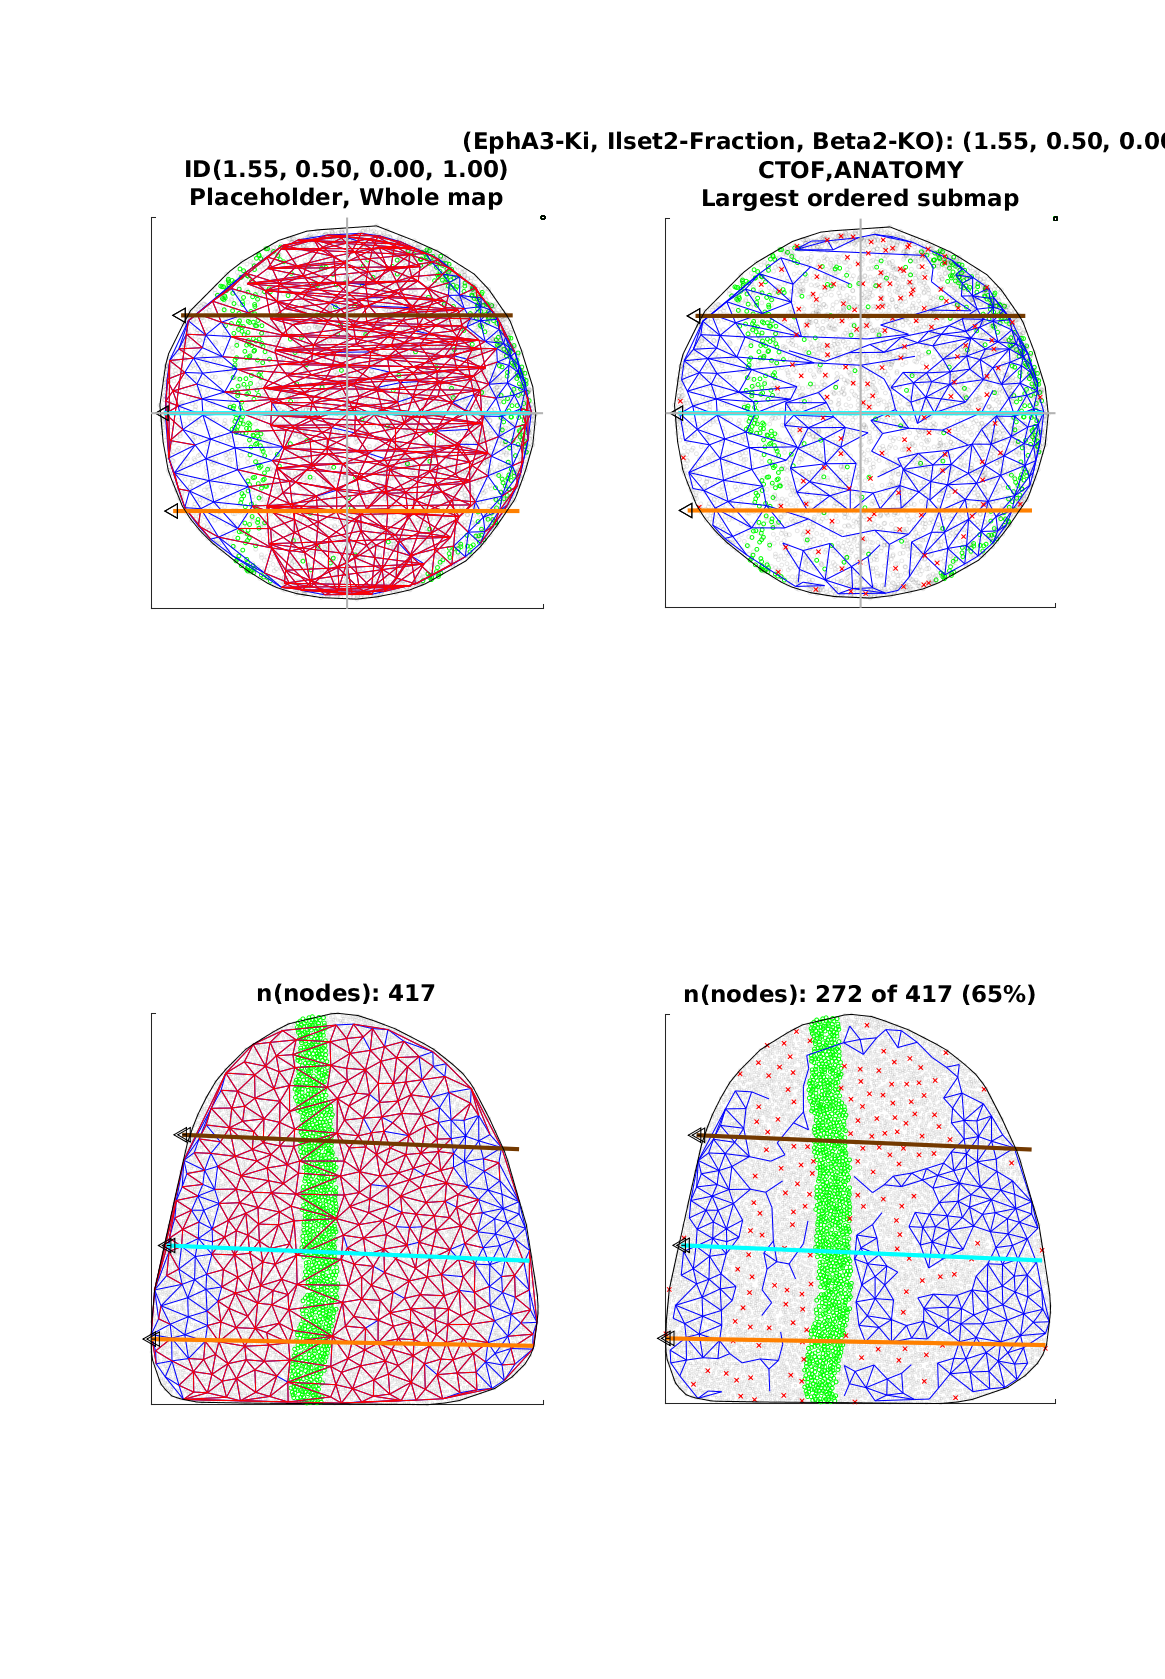 (EphA3-Ki, Ilset2-Fraction, Beta2-KO): (1.55, 0.50, 0.00
ID(1.55, 0.50, 0.00, 1.00)
Placeholder, Whole map
CTOF,ANATOMY
Largest ordered submap
n(nodes): 417
n(nodes): 272 of 417 (65%)